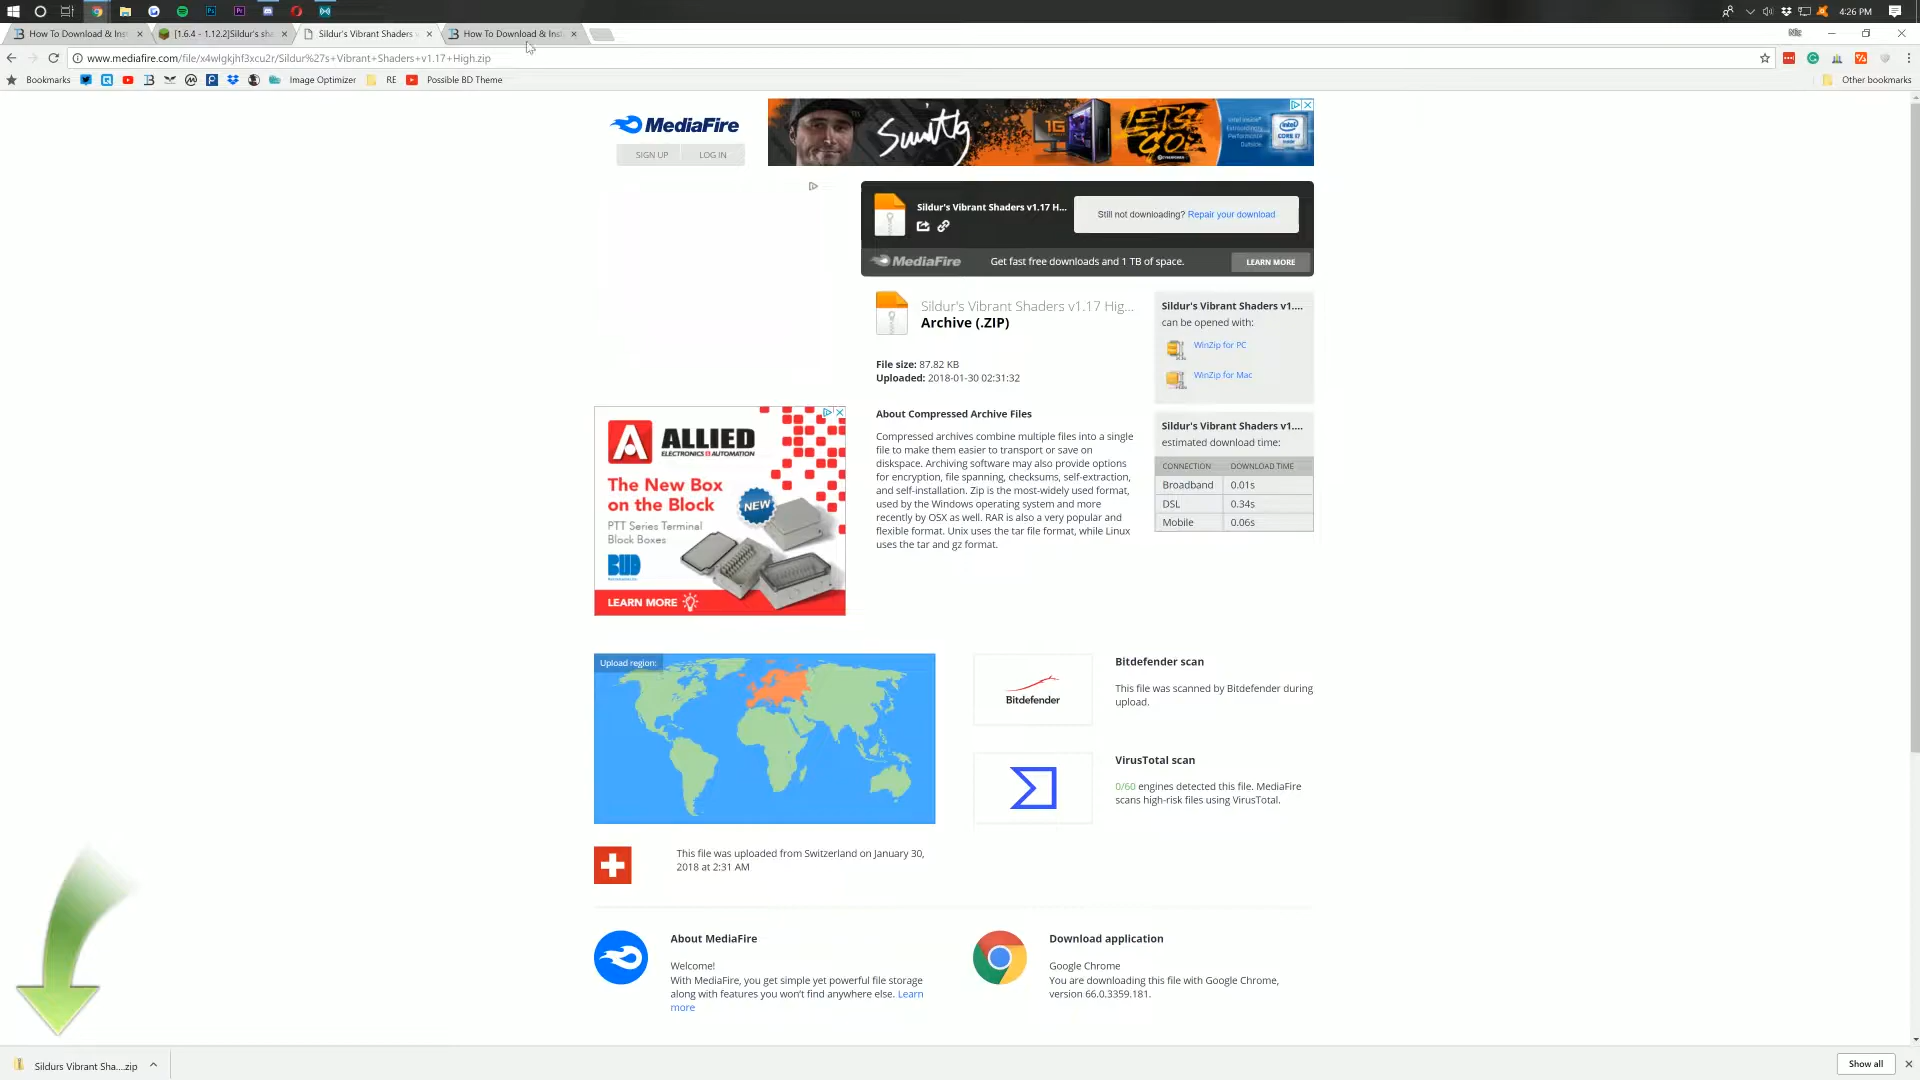 4:26 PM
How To Download & Inst
[1.6.4 - 1.12.2]Sildur's sha
Sildur's Vibrant Shaders
How To Download & Inst
Nic
www.mediafire.com/file/x4wlgkjhf3xcu2r/Sildur%27s+Vibrant+Shaders+v1.17+High.zip
Bookmarks
Image Optimizer
RE
Possible BD Theme
Other bookmarks
MediaFire
SIGN UP
LOG IN
LET'S GO
intel inside
CORE i7
Sildur's Vibrant Shaders v1.17 H...
Still not downloading? Repair your download
MediaFire
Get fast free downloads and 1 TB of space.
LEARN MORE
Sildur's Vibrant Shaders v1.17 Hig...
Archive (.ZIP)
File size: 87.82 KB
Uploaded: 2018-01-30 02:31:32
Sildur's Vibrant Shaders v1....
can be opened with:
WinZip for PC
WinZip for Mac
About Compressed Archive Files
Compressed archives combine multiple files into a single
file to make them easier to transport or save on
diskspace. Archiving software may also provide options
for encryption, file spanning, checksums, self-extraction,
and self-installation. Zip is the most-widely used format,
used by the Windows operating system and more
recently by OSX as well. RAR is also a very popular and
flexible format. Unix uses the tar file format, while Linux
uses the tar and gz format.
Sildur's Vibrant Shaders v1....
estimated download time:
CONNECTION DOWNLOAD TIME
Broadband 0.01s
DSL 0.34s
Mobile 0.06s
ALLIED
ELECTRONICS & AUTOMATION
The New Box
on the Block
NEW
PTT Series Terminal
Block Boxes
BUD
LEARN MORE
Upload region:
Bitdefender
Bitdefender scan
This file was scanned by Bitdefender during
upload.
VirusTotal scan
0/60 engines detected this file. MediaFire
scans high-risk files using VirusTotal.
This file was uploaded from Switzerland on January 30,
2018 at 2:31 AM
About MediaFire
Welcome!
With MediaFire, you get simple yet powerful file storage
along with features you won't find anywhere else. Learn
more
Download application
Google Chrome
You are downloading this file with Google Chrome,
version 66.0.3359.181.
Sildurs Vibrant Sha....zip
Show all